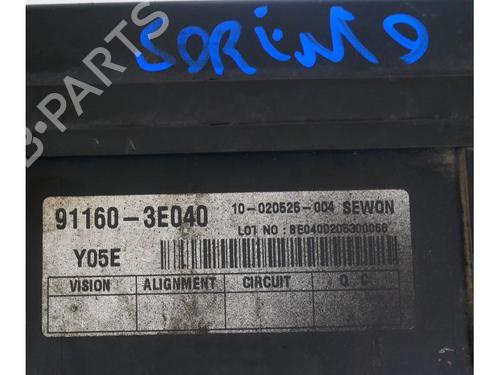 SORENTO
91160-3E040
10-020525-004 SEWON
LOT NO : BE0400205300056
Y05E
VISION ALIGNMENT CIRCUIT Q C
B-PARTS